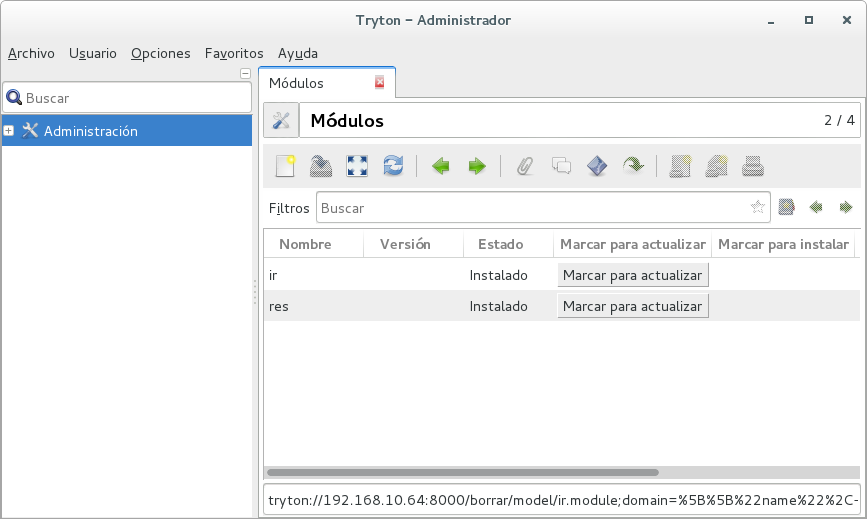 Tryton - Administrador
Archivo Usuario Opciones Favoritos Ayuda
Buscar
Administración
Módulos
Módulos
2 / 4
Filtros Buscar
Nombre Versión Estado Marcar para actualizar Marcar para instalar
ir Instalado Marcar para actualizar
res Instalado Marcar para actualizar
tryton://192.168.10.64:8000/borrar/model/ir.module;domain=%5B%5B%22name%22%2C-